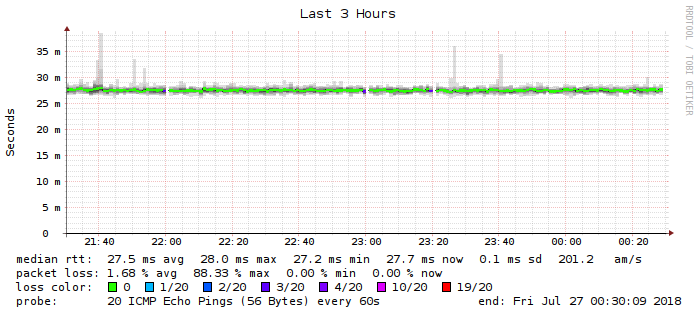 Last 3 Hours
RRDTOOL / TOBI OETIKER
Seconds
35 m
30 m
25 m
20 m
15 m
10 m
5 m
0
21:40 22:00 22:20 22:40 23:00 23:20 23:40 00:00 00:20
median rtt: 27.5 ms avg 28.0 ms max 27.2 ms min 27.7 ms now 0.1 ms sd 201.2 am/s
packet loss: 1.68 % avg 88.33 % max 0.00 % min 0.00 % now
loss color: 0 1/20 2/20 3/20 4/20 10/20 19/20
probe: 20 ICMP Echo Pings (56 Bytes) every 60s end: Fri Jul 27 00:30:09 2018